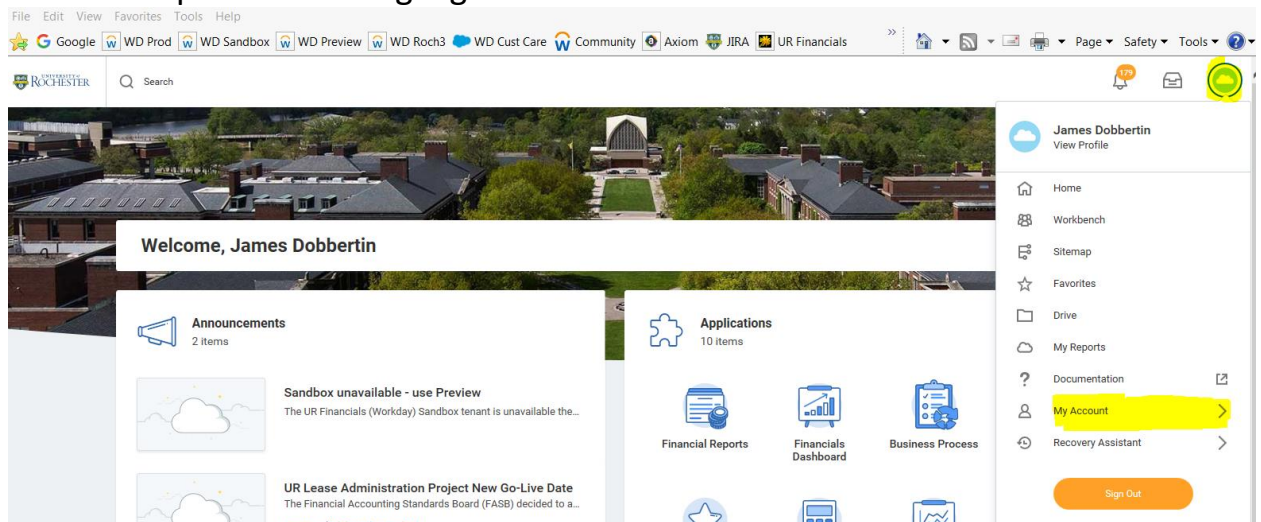 File Edit View Favorites Tools Help
Google WD Prod WD Sandbox WD Preview WD Roch3 WD Cust Care Community Axiom JIRA UR Financials » Page Safety Tools
UNIVERSITY of ROCHESTER Search 179
James Dobbertin
View Profile
Home
Workbench
Sitemap
Favorites
Drive
My Reports
Documentation
My Account
Recovery Assistant
Sign Out
Welcome, James Dobbertin
Announcements
2 items
Sandbox unavailable - use Preview
The UR Financials (Workday) Sandbox tenant is unavailable the...
UR Lease Administration Project New Go-Live Date
The Financial Accounting Standards Board (FASB) decided to a...
Applications
10 items
Financial Reports
Financials Dashboard
Business Process